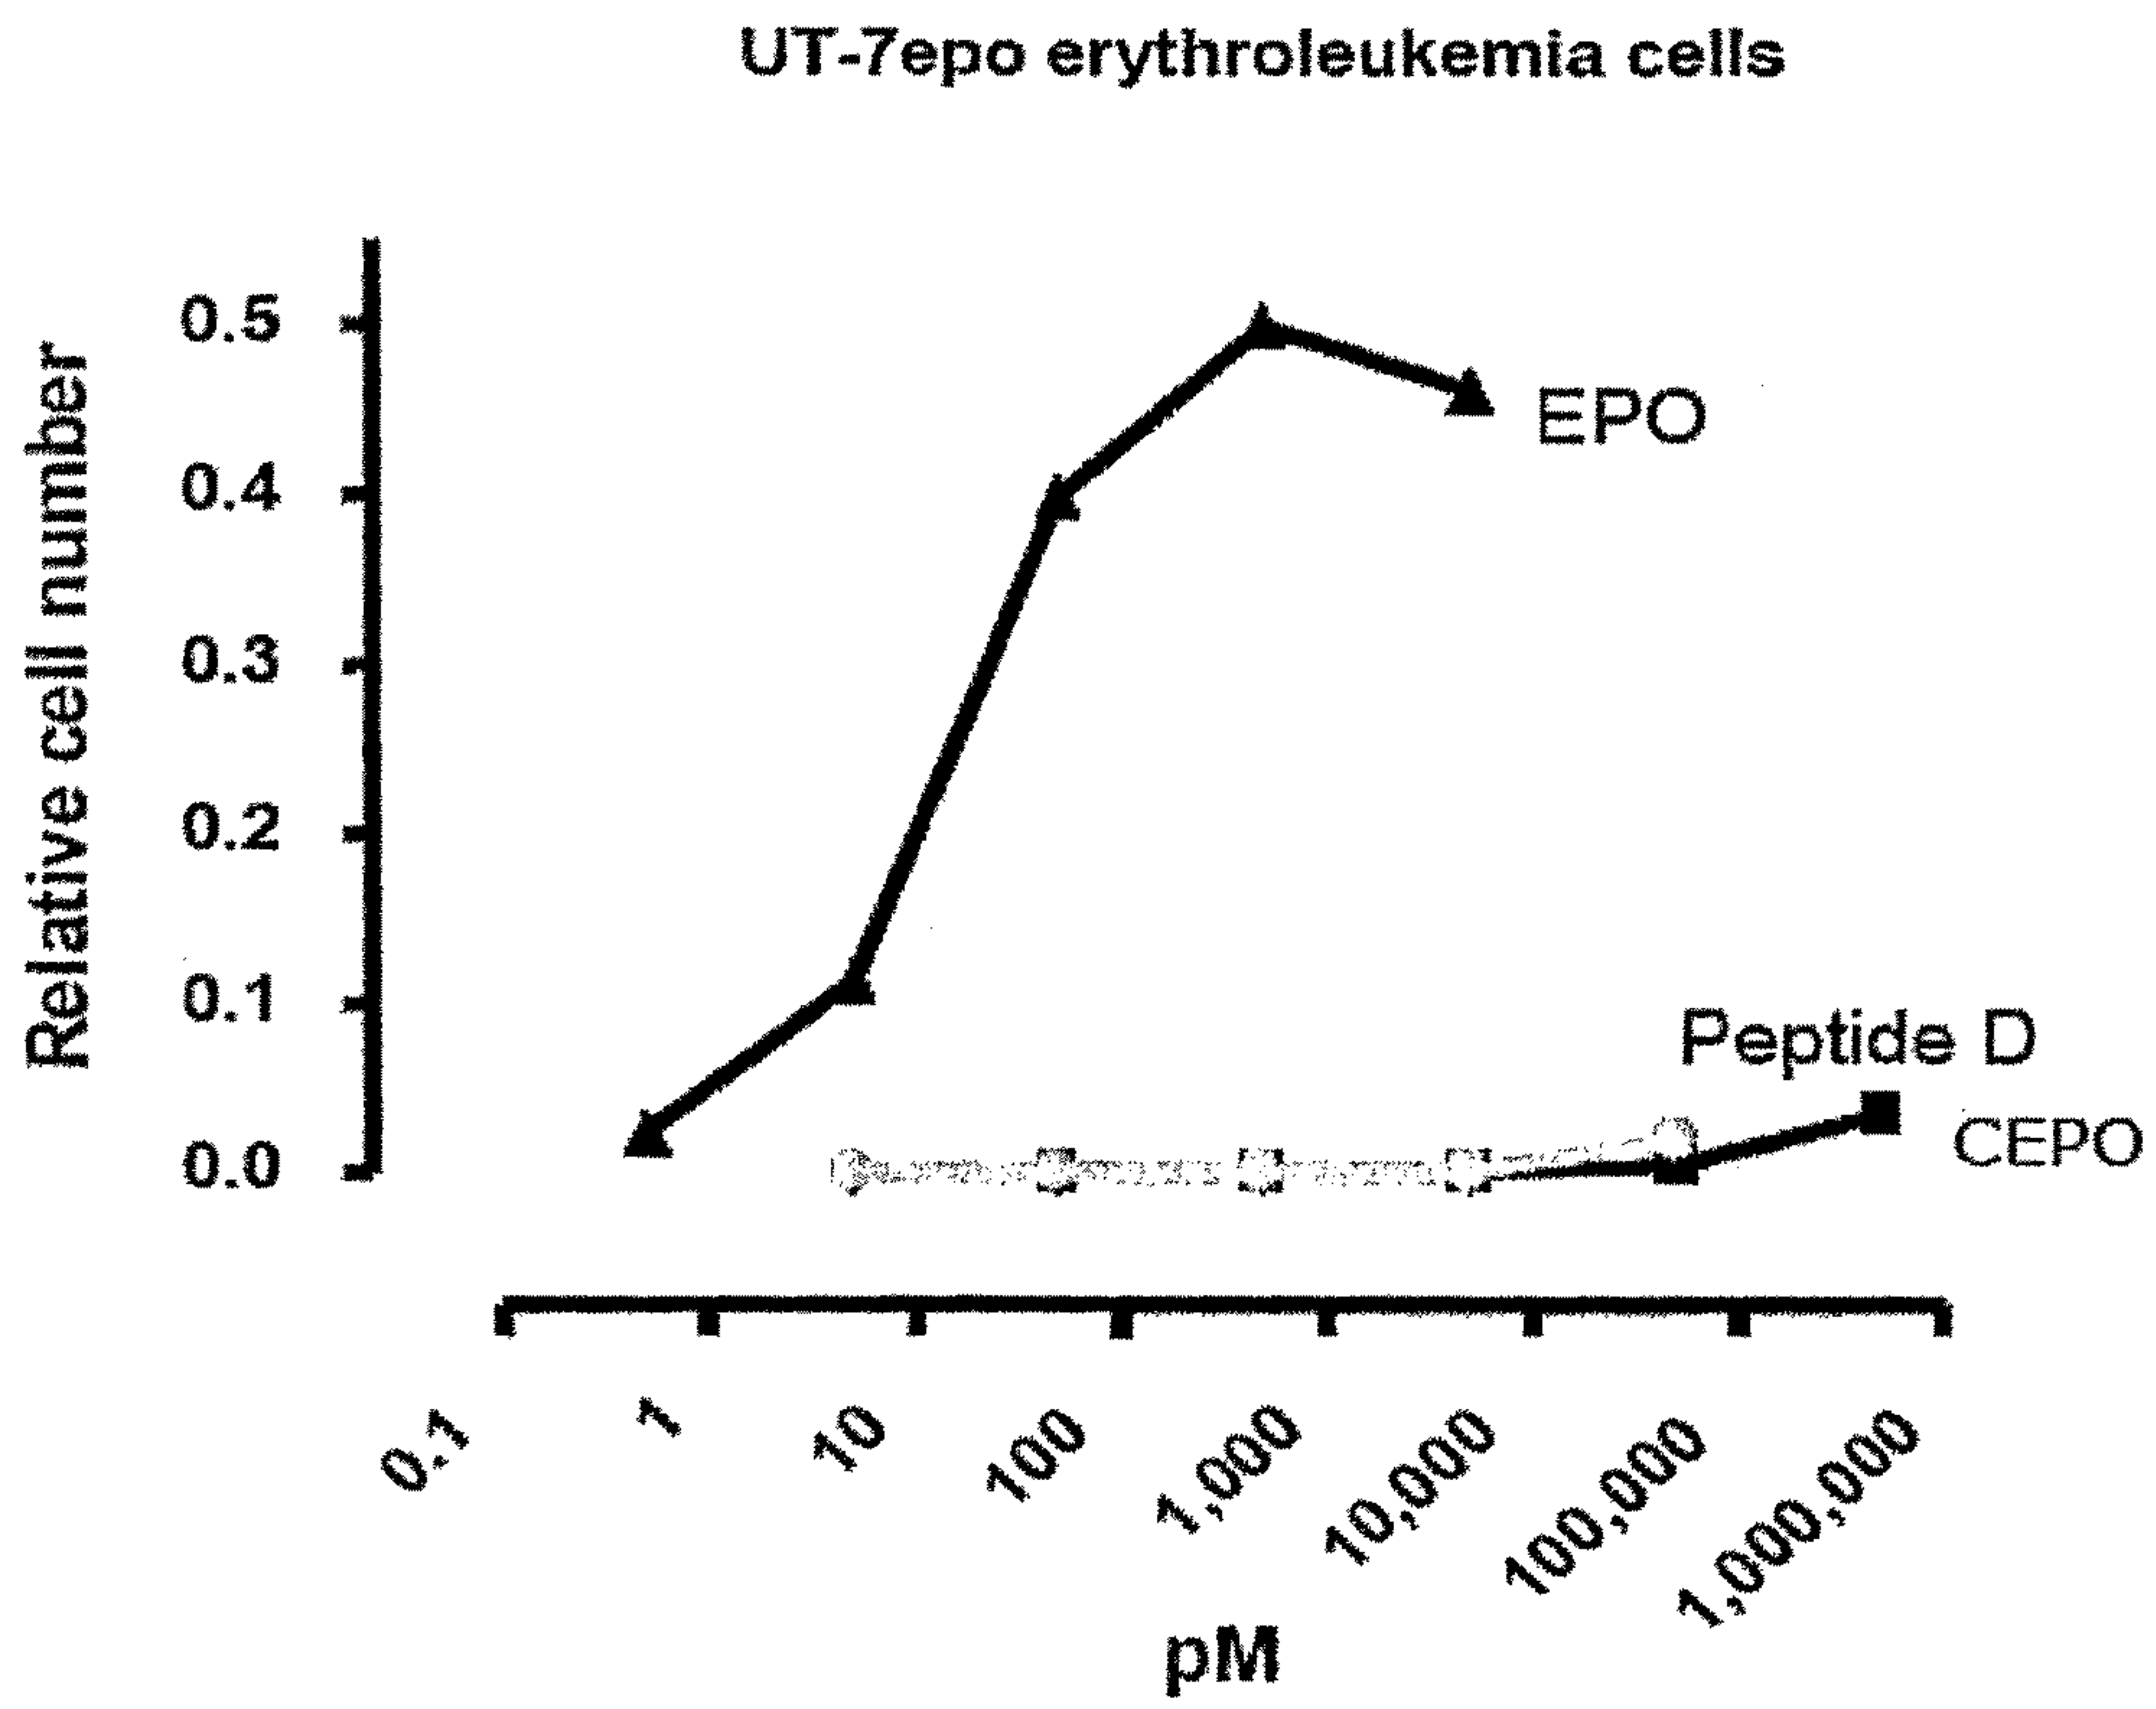 UT-7epo erythroleukemia cells
Relative cell number
0.5
0.4
0.3
0.2
0.1
0.0
EPO
Peptide D
CEPO
0.1
1
10
100
1,000
10,000
100,000
1,000,000
pM